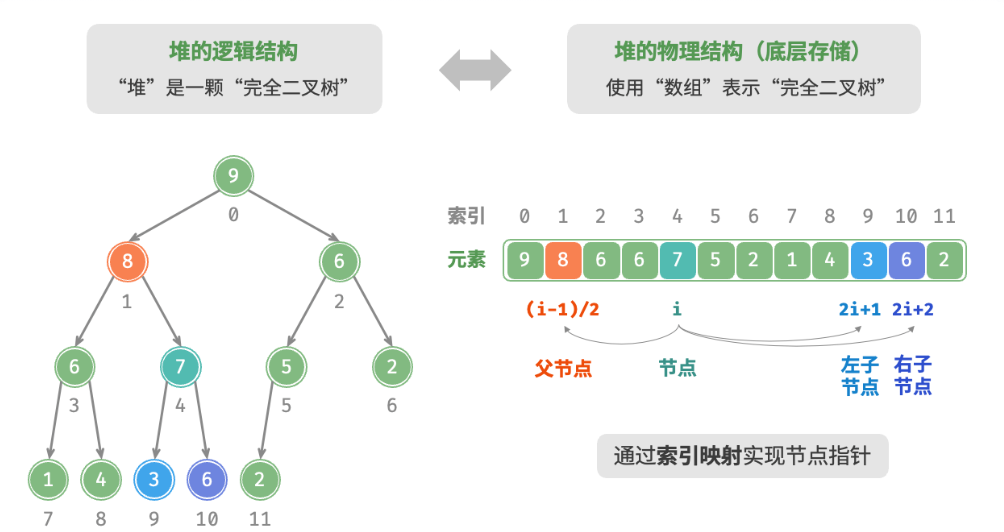 堆的逻辑结构
“堆”是一颗“完全二叉树”
堆的物理结构（底层存储）
使用“数组”表示“完全二叉树”
9
0
8
6
1
2
6
7
5
2
3
4
5
6
1
4
3
6
2
7
8
9
10
11
索引 0 1 2 3 4 5 6 7 8 9 10 11
元素 9 8 6 6 7 5 2 1 4 3 6 2
(i-1)/2 i 2i+1 2i+2
父节点 节点 左子节点 右子节点
通过索引映射实现节点指针